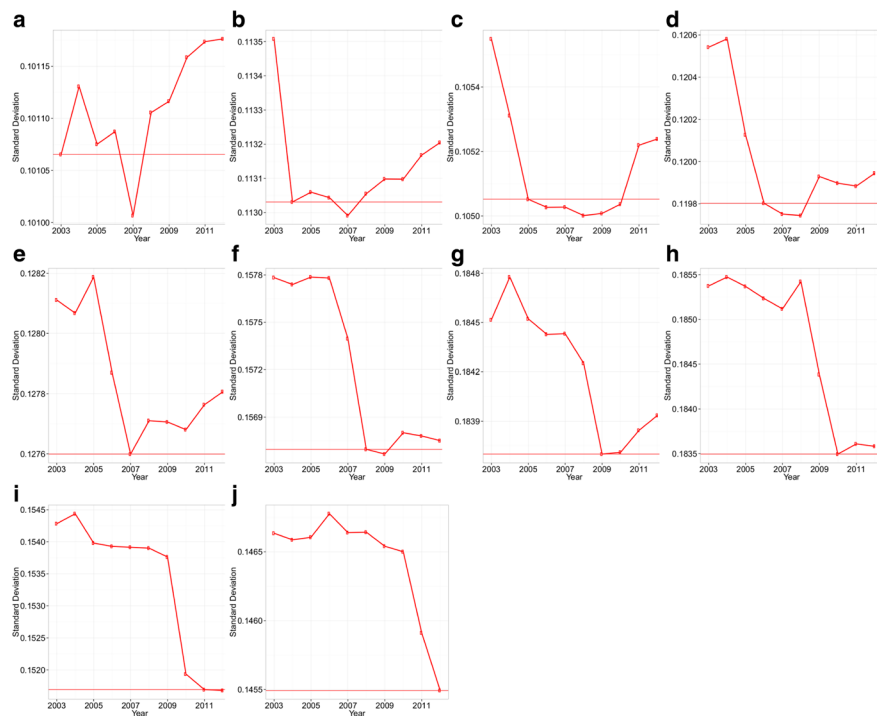 a
b
c
d
Standard Deviation
0.10115
0.10110
0.10105
0.10100
2003 2005 2007 2009 2011
Year
Standard Deviation
0.1135
0.1134
0.1133
0.1132
0.1131
0.1130
2003 2005 2007 2009 2011
Year
Standard Deviation
0.1054
0.1052
0.1050
2003 2005 2007 2009 2011
Year
Standard Deviation
0.1206
0.1204
0.1202
0.1200
0.1198
2003 2005 2007 2009 2011
Year
e
f
g
h
Standard Deviation
0.1282
0.1280
0.1278
0.1276
2003 2005 2007 2009 2011
Year
Standard Deviation
0.1578
0.1575
0.1572
0.1569
2003 2005 2007 2009 2011
Year
Standard Deviation
0.1848
0.1845
0.1842
0.1839
2003 2005 2007 2009 2011
Year
Standard Deviation
0.1855
0.1850
0.1845
0.1840
0.1835
2003 2005 2007 2009 2011
Year
i
j
Standard Deviation
0.1545
0.1540
0.1535
0.1530
0.1525
0.1520
2003 2005 2007 2009 2011
Year
Standard Deviation
0.1465
0.1460
0.1455
2003 2005 2007 2009 2011
Year